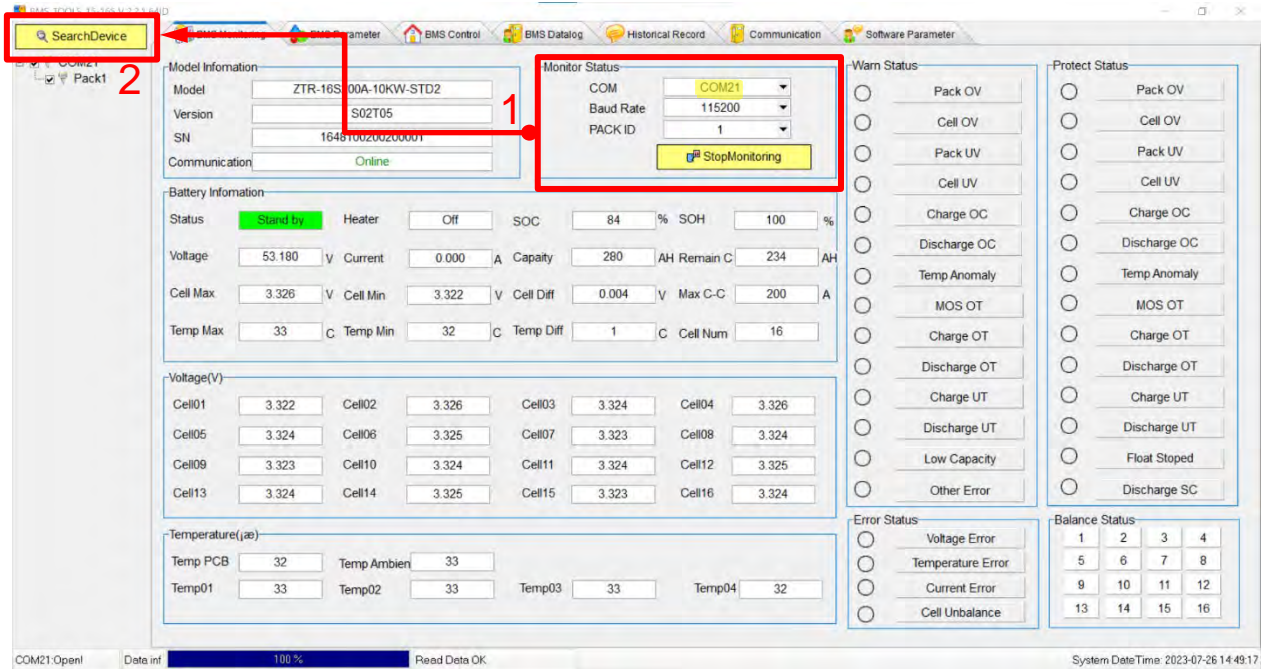 BMS TOOLS 1S-16S V 2.2.1 64ID
SearchDevice
BMS Monitoring BMS Parameter BMS Control BMS Datalog Historical Record Communication Software Parameter
COM21
Pack1
2
1
Model Infomation
Model ZTR-16S 00A-10KW-STD2
Version S02T05
SN 1648100200200001
Communication Online
Monitor Status
COM COM21
Baud Rate 115200
PACK ID 1
StopMonitoring
Battery Infomation
Status Stand by Heater Off SOC 84 % SOH 100 %
Voltage 53.180 V Current 0.000 A Capaity 280 AH Remain C 234 AH
Cell Max 3.326 V Cell Min 3.322 V Cell Diff 0.004 V Max C-C 200 A
Temp Max 33 C Temp Min 32 C Temp Diff 1 C Cell Num 16
Voltage(V)
Cell01 3.322 Cell02 3.326 Cell03 3.324 Cell04 3.326
Cell05 3.324 Cell06 3.325 Cell07 3.323 Cell08 3.324
Cell09 3.323 Cell10 3.324 Cell11 3.324 Cell12 3.325
Cell13 3.324 Cell14 3.325 Cell15 3.323 Cell16 3.324
Temperature(¡æ)
Temp PCB 32 Temp Ambien 33
Temp01 33 Temp02 33 Temp03 33 Temp04 32
Warn Status
Pack OV
Cell OV
Pack UV
Cell UV
Charge OC
Discharge OC
Temp Anomaly
MOS OT
Charge OT
Discharge OT
Charge UT
Discharge UT
Low Capacity
Other Error
Protect Status
Pack OV
Cell OV
Pack UV
Cell UV
Charge OC
Discharge OC
Temp Anomaly
MOS OT
Charge OT
Discharge OT
Charge UT
Discharge UT
Float Stoped
Discharge SC
Error Status
Voltage Error
Temperature Error
Current Error
Cell Unbalance
Balance Status
1 2 3 4
5 6 7 8
9 10 11 12
13 14 15 16
COM21:Open! Data inf 100 % Read Data OK System DateTime: 2023-07-26 14:49:17